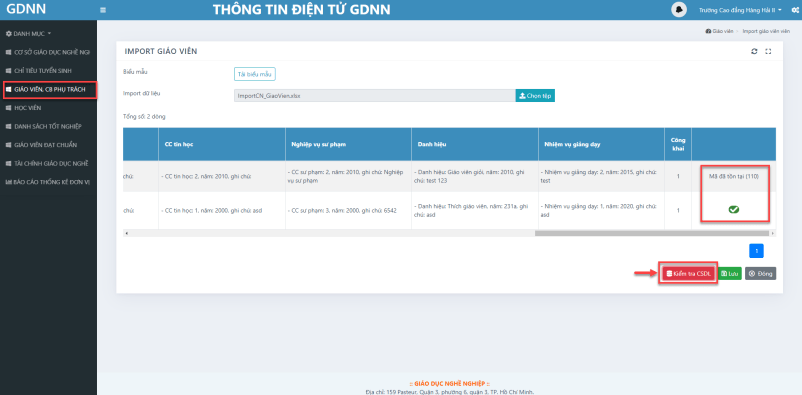 GDNN
THÔNG TIN ĐIỆN TỬ GDNN
Trường Cao đẳng Hàng Hải II
DANH MỤC
CƠ SỞ GIÁO DỤC NGHỀ NGI
CHỈ TIÊU TUYỂN SINH
GIÁO VIÊN, CB PHỤ TRÁCH
HỌC VIÊN
DANH SÁCH TỐT NGHIỆP
GIÁO VIÊN ĐẠT CHUẨN
TÀI CHÍNH GIÁO DỤC NGHỀ
BÁO CÁO THỐNG KÊ ĐƠN VỊ
Giáo viên › Import giáo viên viên
IMPORT GIÁO VIÊN
Biểu mẫu
Tải biểu mẫu
Import dữ liệu
ImportCN_GiaoVien.xlsx
Chọn tệp
Tổng số: 2 dòng
CC tin học
Nghiệp vụ sư phạm
Danh hiệu
Nhiệm vụ giảng dạy
Công khai
chú:
- CC tin học: 2, năm: 2010, ghi chú:
- CC sư phạm: 2, năm: 2010, ghi chú: Nghiệp vụ sư phạm
- Danh hiệu: Giáo viên giỏi, năm: 2010, ghi chú: test 123
- Nhiệm vụ giảng dạy: 2, năm: 2015, ghi chú: test
1
Mã đã tồn tại (110)
chú:
- CC tin học: 1, năm: 2000, ghi chú: asd
- CC sư phạm: 3, năm: 2000, ghi chú: 6542
- Danh hiệu: Thích giáo viên, năm: 231a, ghi chú: asd
- Nhiệm vụ giảng dạy: 1, năm: 2020, ghi chú: asd
1
1
Kiểm tra CSDL
Lưu
Đóng
:: GIÁO DỤC NGHỀ NGHIỆP ::
Địa chỉ: 159 Pasteur, Quận 3, phường 6, quận 3, TP. Hồ Chí Minh.